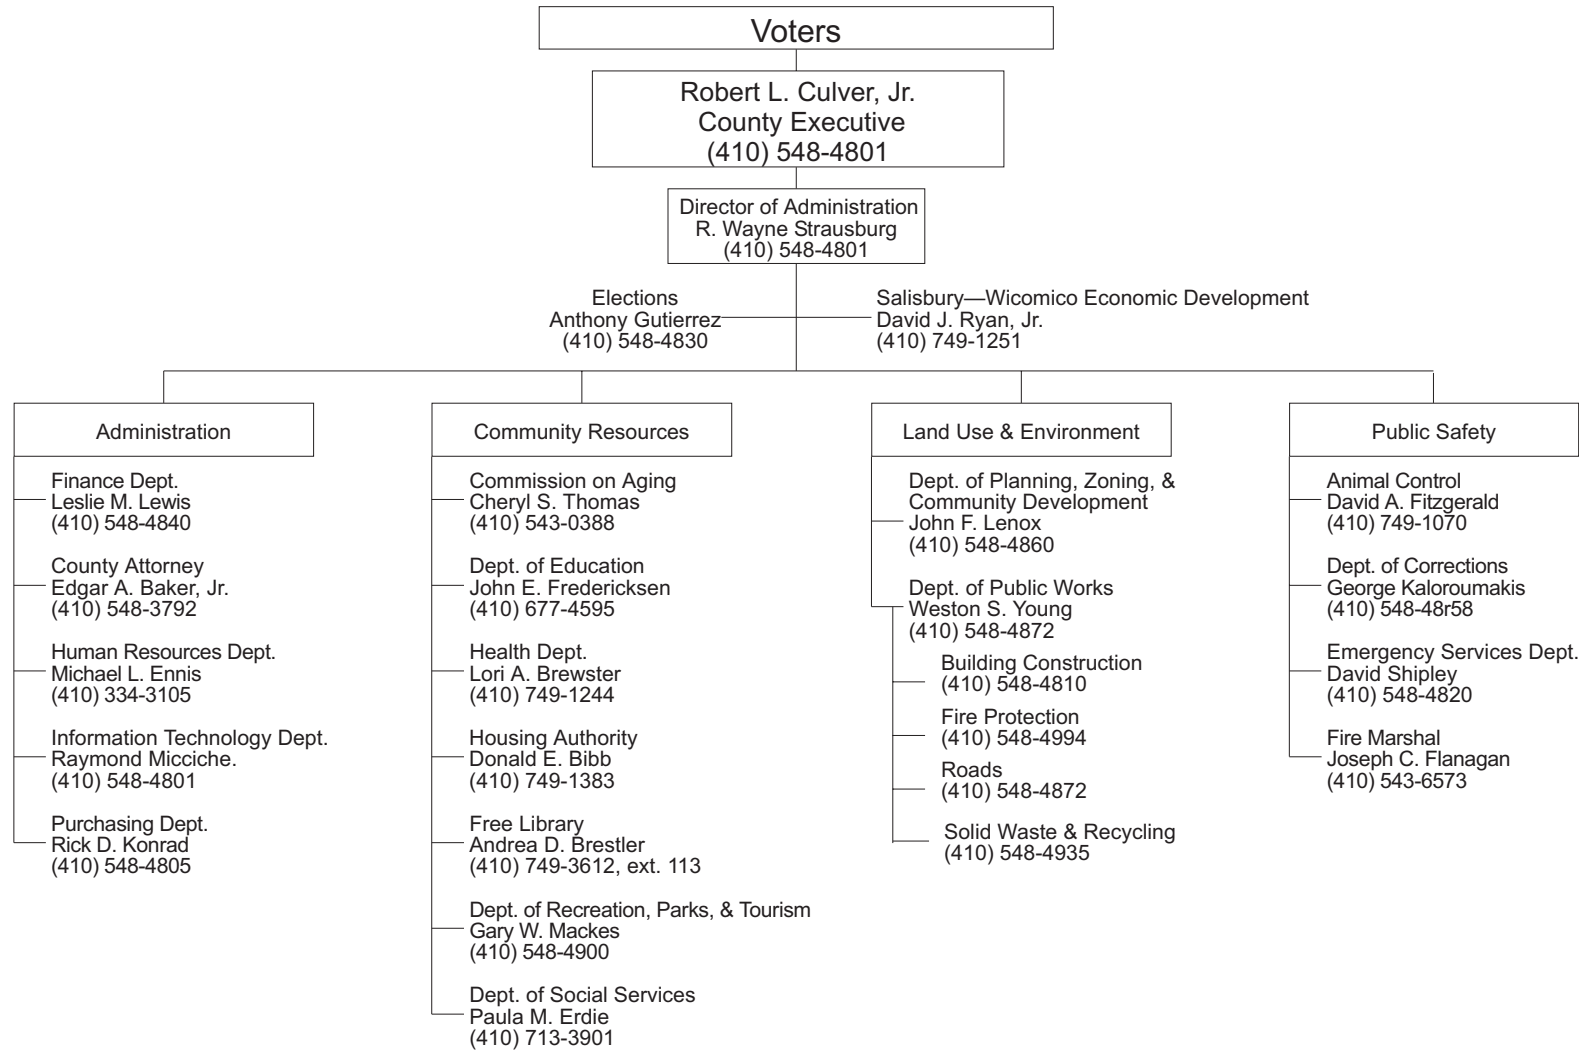 Voters
Robert L. Culver, Jr.
County Executive
(410) 548-4801
Director of Administration
R. Wayne Strausburg
(410) 548-4801
Elections
Anthony Gutierrez
(410) 548-4830
Salisbury—Wicomico Economic Development
David J. Ryan, Jr.
(410) 749-1251
Administration
Finance Dept.
Leslie M. Lewis
(410) 548-4840
County Attorney
Edgar A. Baker, Jr.
(410) 548-3792
Human Resources Dept.
Michael L. Ennis
(410) 334-3105
Information Technology Dept.
Raymond Micciche.
(410) 548-4801
Purchasing Dept.
Rick D. Konrad
(410) 548-4805
Community Resources
Commission on Aging
Cheryl S. Thomas
(410) 543-0388
Dept. of Education
John E. Fredericksen
(410) 677-4595
Health Dept.
Lori A. Brewster
(410) 749-1244
Housing Authority
Donald E. Bibb
(410) 749-1383
Free Library
Andrea D. Brestler
(410) 749-3612, ext. 113
Dept. of Recreation, Parks, & Tourism
Gary W. Mackes
(410) 548-4900
Dept. of Social Services
Paula M. Erdie
(410) 713-3901
Land Use & Environment
Dept. of Planning, Zoning, &
Community Development
John F. Lenox
(410) 548-4860
Dept. of Public Works
Weston S. Young
(410) 548-4872
Building Construction
(410) 548-4810
Fire Protection
(410) 548-4994
Roads
(410) 548-4872
Solid Waste & Recycling
(410) 548-4935
Public Safety
Animal Control
David A. Fitzgerald
(410) 749-1070
Dept. of Corrections
George Kaloroumakis
(410) 548-48r58
Emergency Services Dept.
David Shipley
(410) 548-4820
Fire Marshal
Joseph C. Flanagan
(410) 543-6573